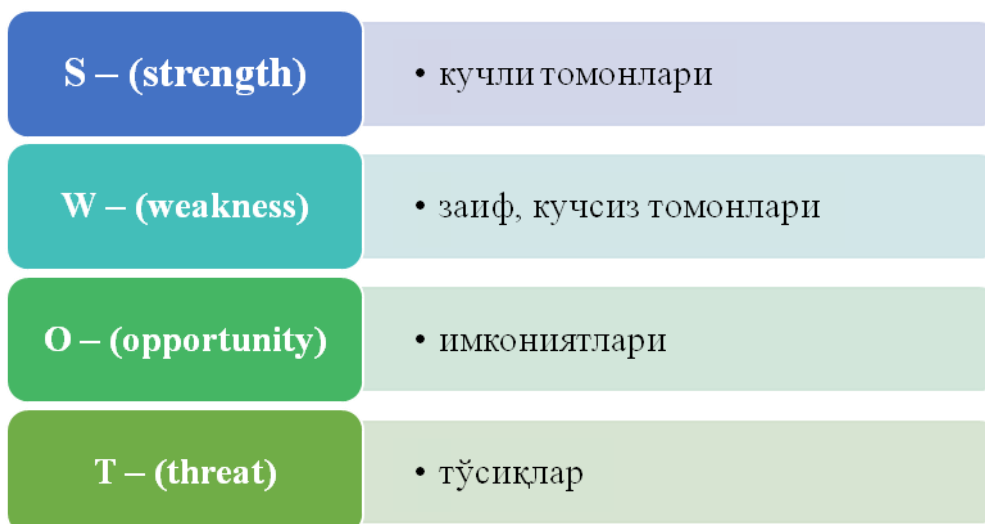 S – (strength)
• кучли томонлари
W – (weakness)
• заиф, кучсиз томонлари
O – (opportunity)
• имкониятлари
T – (threat)
• тўсиқлар